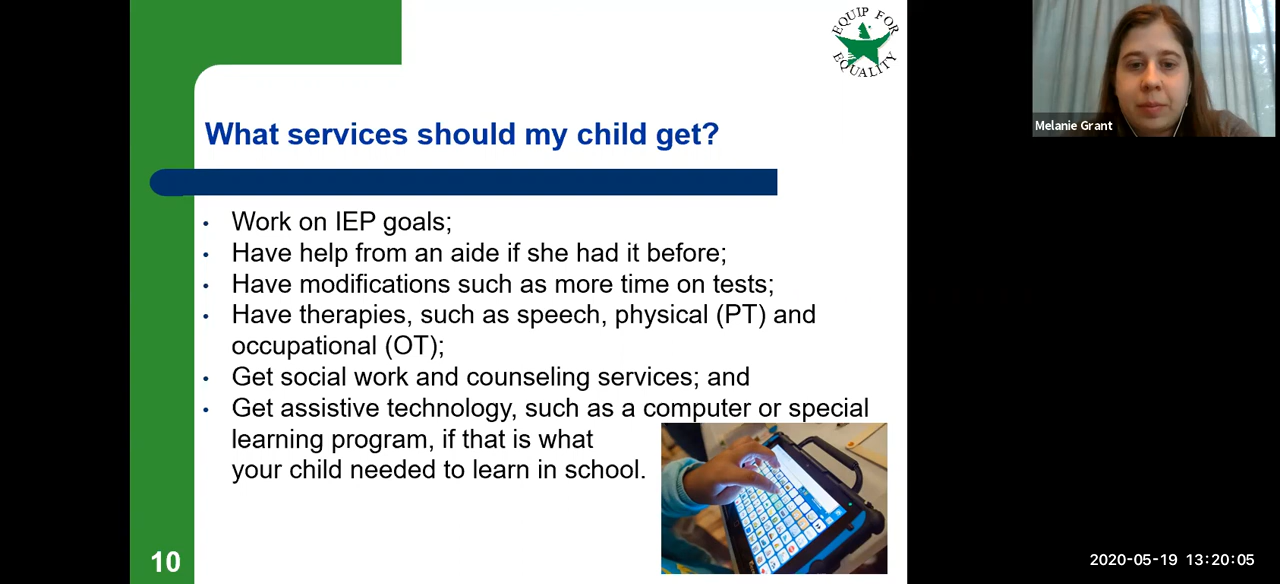 EQUIP FOR
EQUALITY
Melanie Grant
What services should my child get?
• Work on IEP goals;
• Have help from an aide if she had it before;
• Have modifications such as more time on tests;
• Have therapies, such as speech, physical (PT) and
occupational (OT);
• Get social work and counseling services; and
• Get assistive technology, such as a computer or special
learning program, if that is what
your child needed to learn in school.
10
2020-05-19 13:20:05